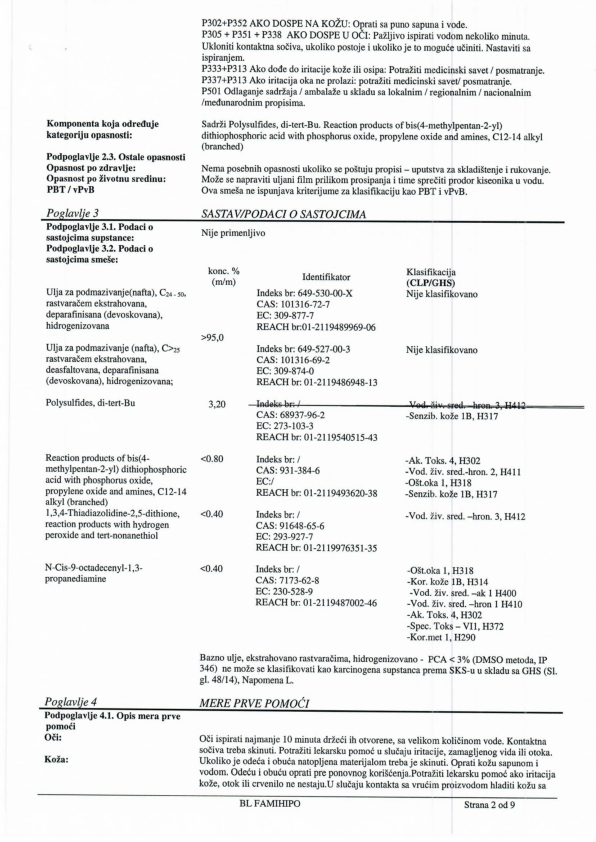 P302+P352 AKO DOSPE NA KOŽU: Oprati sa puno sapuna i vode.
P305 + P351 + P338 AKO DOSPE U OČI: Pažljivo ispirati vodom nekoliko minuta.
Ukloniti kontaktna sočiva, ukoliko postoje i ukoliko je to moguće učiniti. Nastaviti sa
ispiranjem.
P333+P313 Ako dođe do iritacije kože ili osipa: Potražiti medicinski savet / posmatranje.
P337+P313 Ako iritacija oka ne prolazi: potražiti medicinski savet/ posmatranje.
P501 Odlaganje sadržaja / ambalaže u skladu sa lokalnim / regionalnim / nacionalnim
/međunarodnim propisima.
Komponenta koja određuje
kategoriju opasnosti:
Sadrži Polysulfides, di-tert-Bu. Reaction products of bis(4-methylpentan-2-yl)
dithiophosphoric acid with phosphorus oxide, propylene oxide and amines, C12-14 alkyl
(branched)
Podpoglavlje 2.3. Ostale opasnosti
Opasnost po zdravlje: Nema posebnih opasnosti ukoliko se poštuju propisi – uputstva za skladištenje i rukovanje.
Opasnost po životnu sredinu: Može se napraviti uljani film prilikom prosipanja i time sprečiti prodor kiseonika u vodu.
PBT / vPvB Ova smeša ne ispunjava kriterijume za klasifikaciju kao PBT i vPvB.
Poglavlje 3 SASTAV/PODACI O SASTOJCIMA
Podpoglavlje 3.1. Podaci o
sastojcima supstance: Nije primenljivo
Podpoglavlje 3.2. Podaci o
sastojcima smeše:
konc. %
(m/m)
Identifikator
Klasifikacija
(CLP/GHS)
Ulja za podmazivanje(nafta), C24 - 50,
rastvaračem ekstrahovana,
deparafinisana (devoskovana),
hidrogenizovana
Indeks br: 649-530-00-X
CAS: 101316-72-7
EC: 309-877-7
REACH br:01-2119489969-06
Nije klasifikovano
>95,0
Ulja za podmazivanje (nafta), C>25
rastvaračem ekstrahovana,
deasfaltovana, deparafinisana
(devoskovana), hidrogenizovana;
Indeks br: 649-527-00-3
CAS: 101316-69-2
EC: 309-874-0
REACH br: 01-2119486948-13
Nije klasifikovano
Polysulfides, di-tert-Bu
3,20
Indeks br: /
CAS: 68937-96-2
EC: 273-103-3
REACH br: 01-2119540515-43
-Vod. živ. sred. -hron. 3, H412
-Senzib. kože 1B, H317
Reaction products of bis(4-
methylpentan-2-yl) dithiophosphoric
acid with phosphorus oxide,
propylene oxide and amines, C12-14
alkyl (branched)
<0.80
Indeks br: /
CAS: 931-384-6
EC:/
REACH br: 01-2119493620-38
-Ak. Toks. 4, H302
-Vod. živ. sred.-hron. 2, H411
-Ošt.oka 1, H318
-Senzib. kože 1B, H317
1,3,4-Thiadiazolidine-2,5-dithione,
reaction products with hydrogen
peroxide and tert-nonanethiol
<0.40
Indeks br: /
CAS: 91648-65-6
EC: 293-927-7
REACH br: 01-2119976351-35
-Vod. živ. sred. –hron. 3, H412
N-Cis-9-octadecenyl-1,3-
propanediamine
<0.40
Indeks br: /
CAS: 7173-62-8
EC: 230-528-9
REACH br: 01-2119487002-46
-Ošt.oka 1, H318
-Kor. kože 1B, H314
-Vod. živ. sred. –ak 1 H400
-Vod. živ. sred. –hron 1 H410
-Ak. Toks. 4, H302
-Spec. Toks – VI1, H372
-Kor.met 1, H290
Bazno ulje, ekstrahovano rastvaračima, hidrogenizovano - PCA < 3% (DMSO metoda, IP
346) ne može se klasifikovati kao karcinogena supstanca prema SKS-u u skladu sa GHS (Sl.
gl. 48/14), Napomena L.
Poglavlje 4 MERE PRVE POMOĆI
Podpoglavlje 4.1. Opis mera prve
pomoći
Oči: Oči ispirati najmanje 10 minuta držeći ih otvorene, sa velikom količinom vode. Kontaktna
sočiva treba skinuti. Potražiti lekarsku pomoć u slučaju iritacije, zamagljenog vida ili otoka.
Koža: Ukoliko je odeća i obuća natopljena materijalom treba je skinuti. Oprati kožu sapunom i
vodom. Odeću i obuću oprati pre ponovnog korišćenja.Potražiti lekarsku pomoć ako iritacija
kože, otok ili crvenilo ne nestaju.U slučaju kontakta sa vrućim proizvodom hladiti kožu sa
BL FAMIHIPO Strana 2 od 9